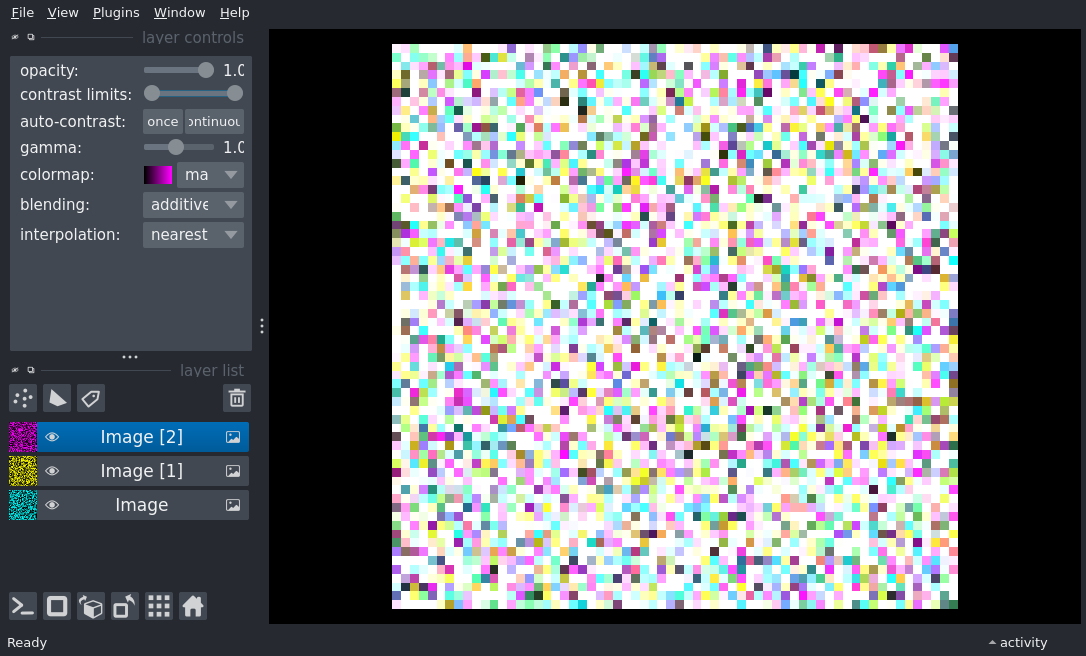 File View Plugins Window Help
layer controls
opacity: 1.0
contrast limits:
auto-contrast: once ontinuou
gamma: 1.0
colormap: ma
blending: additive
interpolation: nearest
layer list
Image [2]
Image [1]
Image
Ready
activity